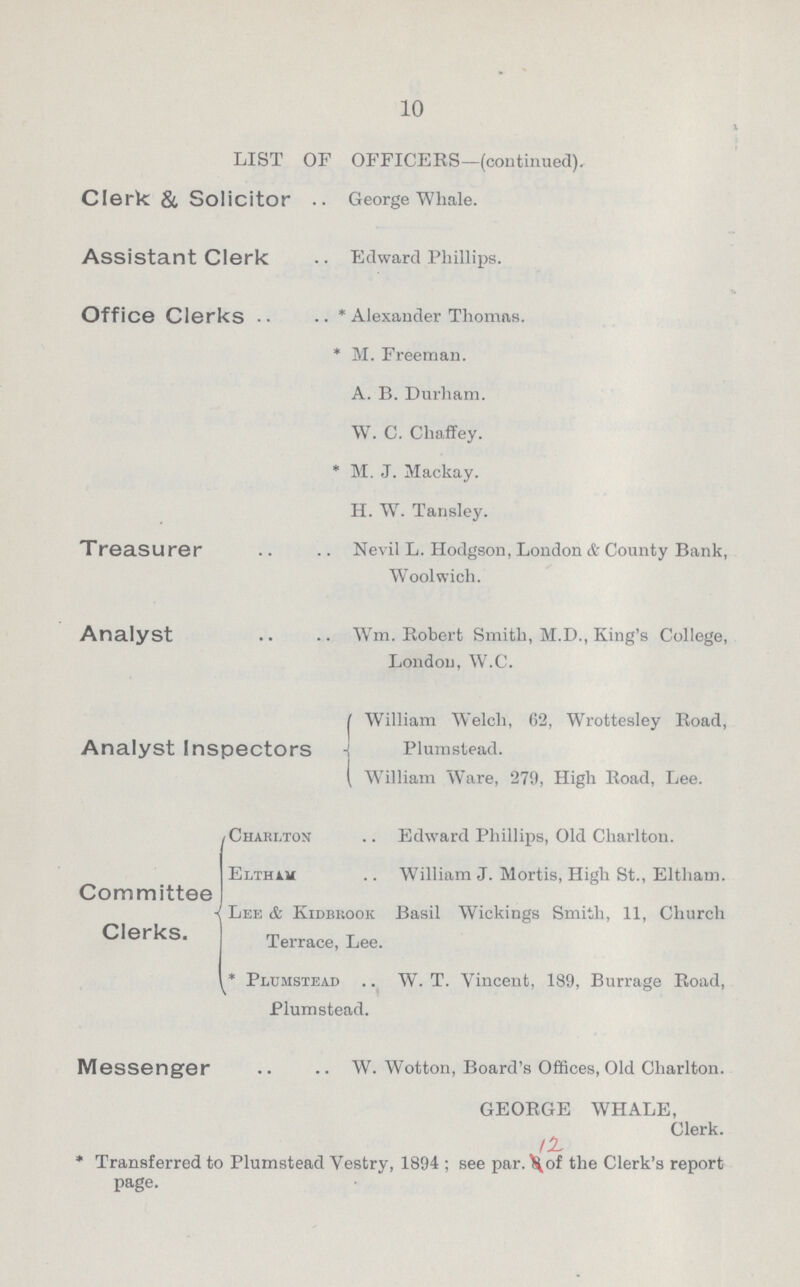 10
LIST OF OFFICERS—(continued).
Clerk & Solicitor .. George Whale.
Assistant Clerk .. Edward Phillips.
Office Clerks .. .. * Alexander Thomas.
* M. Freeman.
A. B. Durham.
W. C. Chaffey.
* M. J. Mackay.
H. W. Tansley.
Treasurer .. .. Nevil L. Hodgson, London & County Bank,
Woolwich.
Analyst .. .. Wm. Robert Smith, M.D., King's College,
London, W.C.
William Welch, 62, Wrottesley Road,
Analyst Inspectors Plumstead.
William Ware, 279, High Road, Lee.
Charlton .. Edward Phillips, Old Charlton.
Eltham .. William J. Mortis, High St., Eltham.
Committee
Lee & Kidbrook Basil Wickings Smith, 11, Church
Clerks.
Terrace, Lee.
* Plumstead .. W. T. Vincent, 189, Burrage Road,
Plumstead.
Messenger .. .. W. Wotton, Board's Offices, Old Charlton.
GEORGE WHALE,
Clerk.
12
* Transferred to Plumstead Vestry, 1894 ; see par. of the Clerk's report
page.